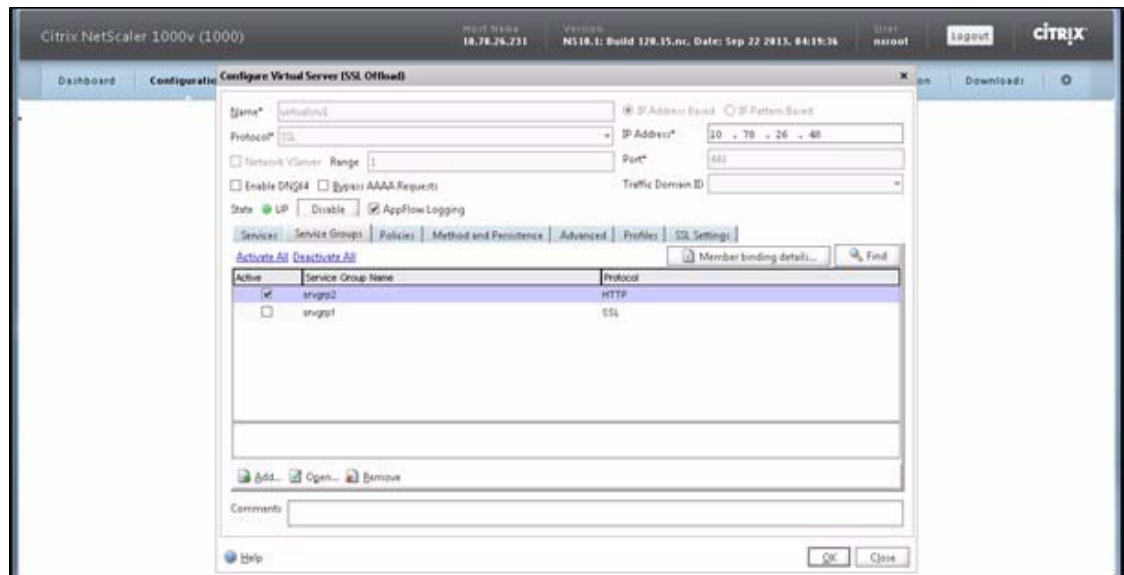 Citrix NetScaler 1000v (1000)
Host Name
10.78.26.231
Version
NS10.1: Build 120.15.nc, Date: Sep 22 2013, 04:19:36
User
nsroot
Logout
CITRIX
Dashboard
Configuratio
on
Downloads
Configure Virtual Server (SSL Offload)
Name*
IP Address Based
IP Pattern Based
Protocol* SSL
IP Address* 10 . 78 . 26 . 48
Network VServer Range 1
Port*
Enable DNS64
Bypass AAAA Requests
Traffic Domain ID
State UP
Disable
AppFlow Logging
Services
Service Groups
Policies
Method and Persistence
Advanced
Profiles
SSL Settings
Activate All Deactivate All
Member binding details...
Find
Active
Service Group Name
Protocol
srvgrp2
HTTP
srvgrp1
SSL
Add...
Open...
Remove
Comments
Help
OK
Close